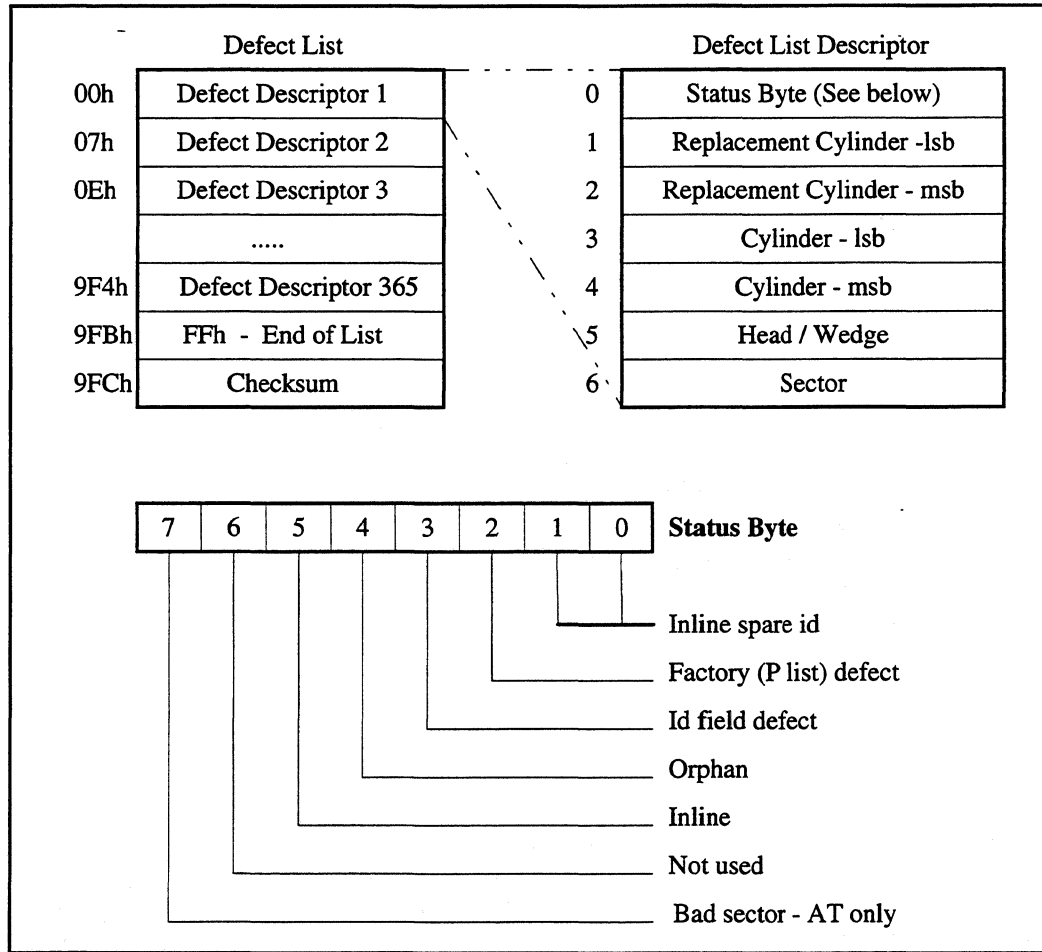 Defect List
Defect List Descriptor
00h Defect Descriptor 1
07h Defect Descriptor 2
0Eh Defect Descriptor 3
.....
9F4h Defect Descriptor 365
9FBh FFh - End of List
9FCh Checksum
0 Status Byte (See below)
1 Replacement Cylinder -lsb
2 Replacement Cylinder - msb
3 Cylinder - lsb
4 Cylinder - msb
5 Head / Wedge
6 Sector
7 6 5 4 3 2 1 0 Status Byte
Inline spare id
Factory (P list) defect
Id field defect
Orphan
Inline
Not used
Bad sector - AT only